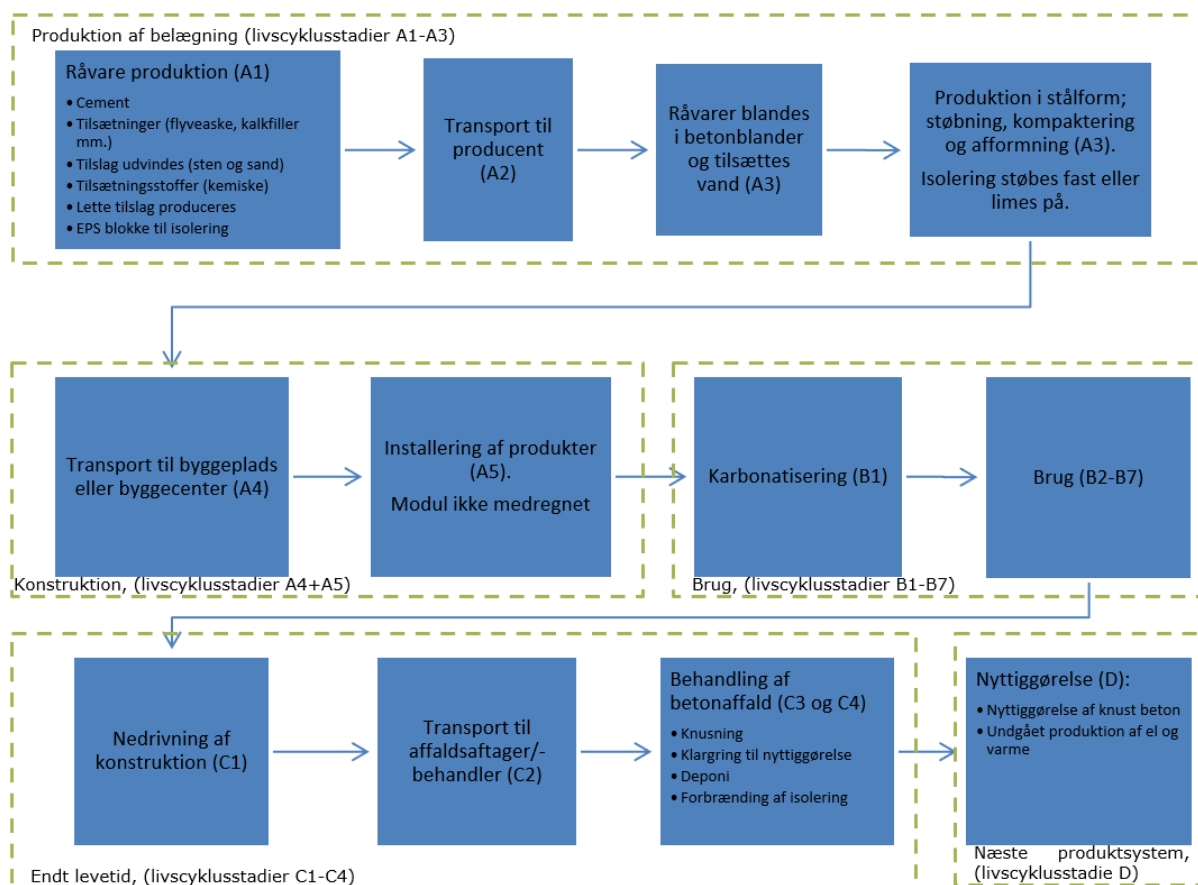 Produktion af belægning (livscyklusstadier A1-A3)
Råvare produktion (A1)
• Cement
• Tilsætninger (flyveaske, kalkfiller
mm.)
• Tilslag udvindes (sten og sand)
• Tilsætningsstoffer (kemiske)
• Lette tilslag produceres
• EPS blokke til isolering
Transport til
producent
(A2)
Råvarer blandes
i betonblander
og tilsættes
vand (A3)
Produktion i stålform;
støbning, kompaktering
og afformning (A3).
Isolering støbes fast eller
limes på.
Transport til byggeplads
eller byggecenter (A4)
Installering af produkter
(A5).
Modul ikke medregnet
Konstruktion, (livscyklusstadier A4+A5)
Karbonatisering (B1)
Brug (B2-B7)
Brug, (livscyklusstadier B1-B7)
Nedrivning af
konstruktion (C1)
Transport til
affaldsaftager/-
behandler (C2)
Behandling af
betonaffald (C3 og C4)
• Knusning
• Klargring til nyttiggørelse
• Deponi
• Forbrænding af isolering
Endt levetid, (livscyklusstadier C1-C4)
Nyttiggørelse (D):
• Nyttiggørelse af knust beton
• Undgået produktion af el og
varme
Næste produktsystem,
(livscyklusstadie D)